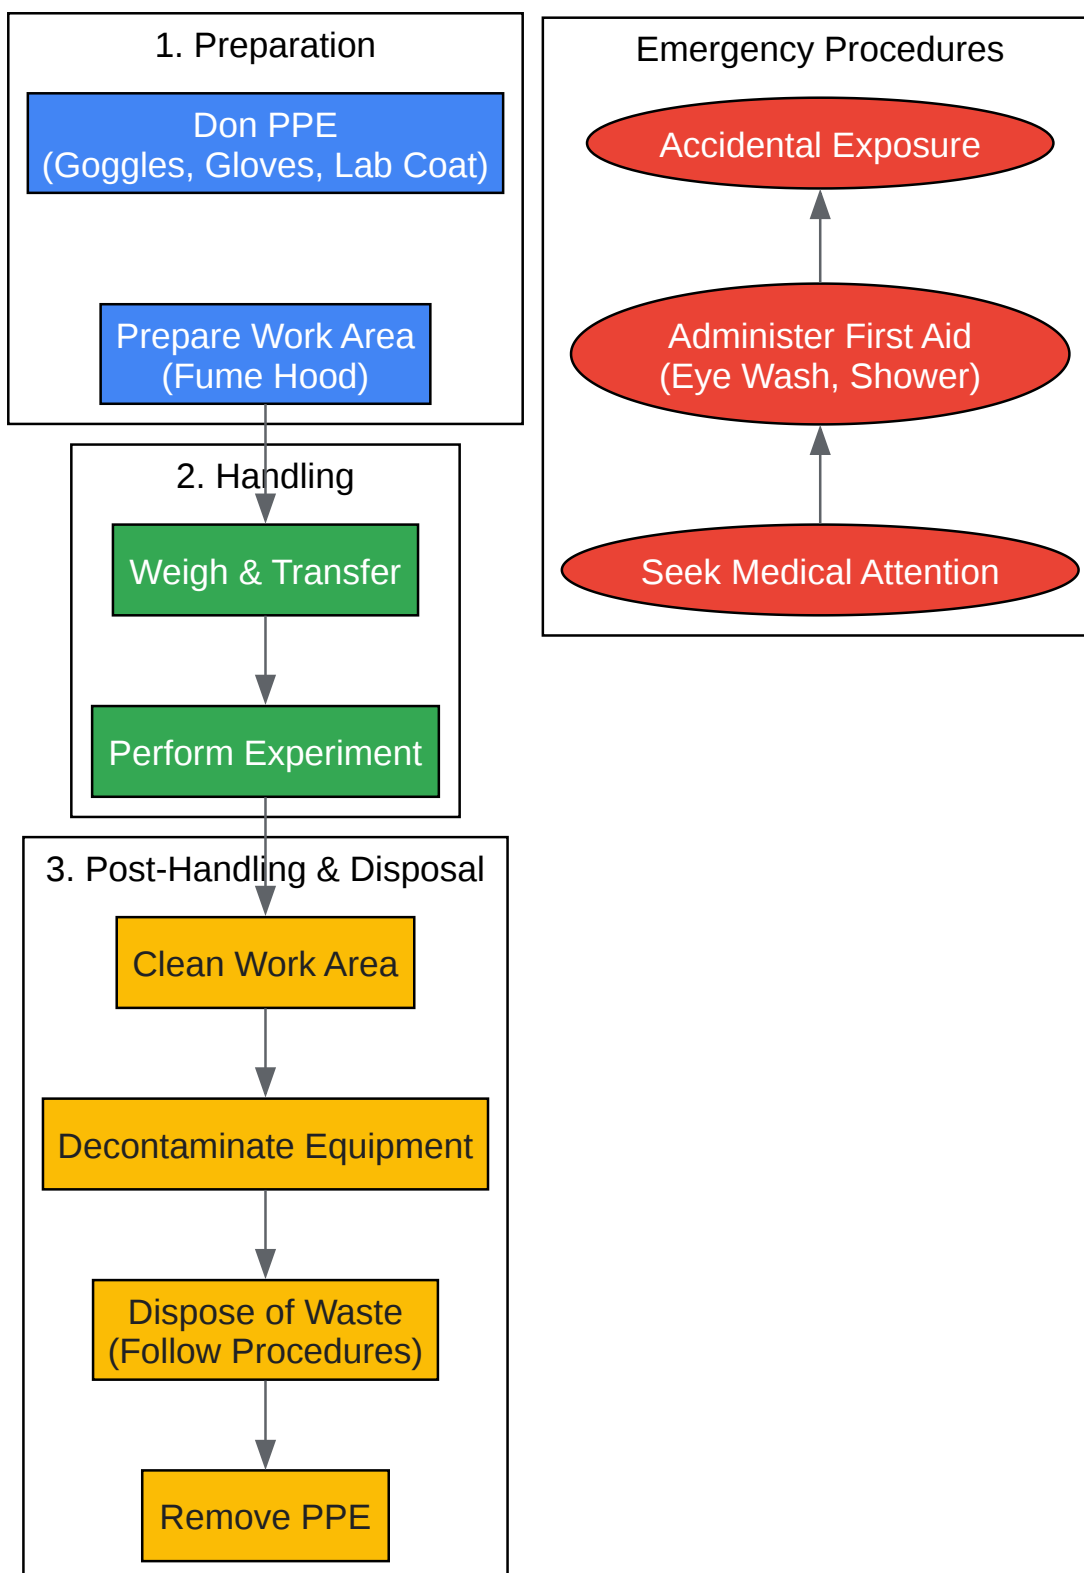 1. Preparation
Don PPE
(Goggles, Gloves, Lab Coat)
Prepare Work Area
(Fume Hood)
2. Handling
Weigh & Transfer
Perform Experiment
3. Post-Handling & Disposal
Clean Work Area
Decontaminate Equipment
Dispose of Waste
(Follow Procedures)
Remove PPE
Emergency Procedures
Accidental Exposure
Administer First Aid
(Eye Wash, Shower)
Seek Medical Attention